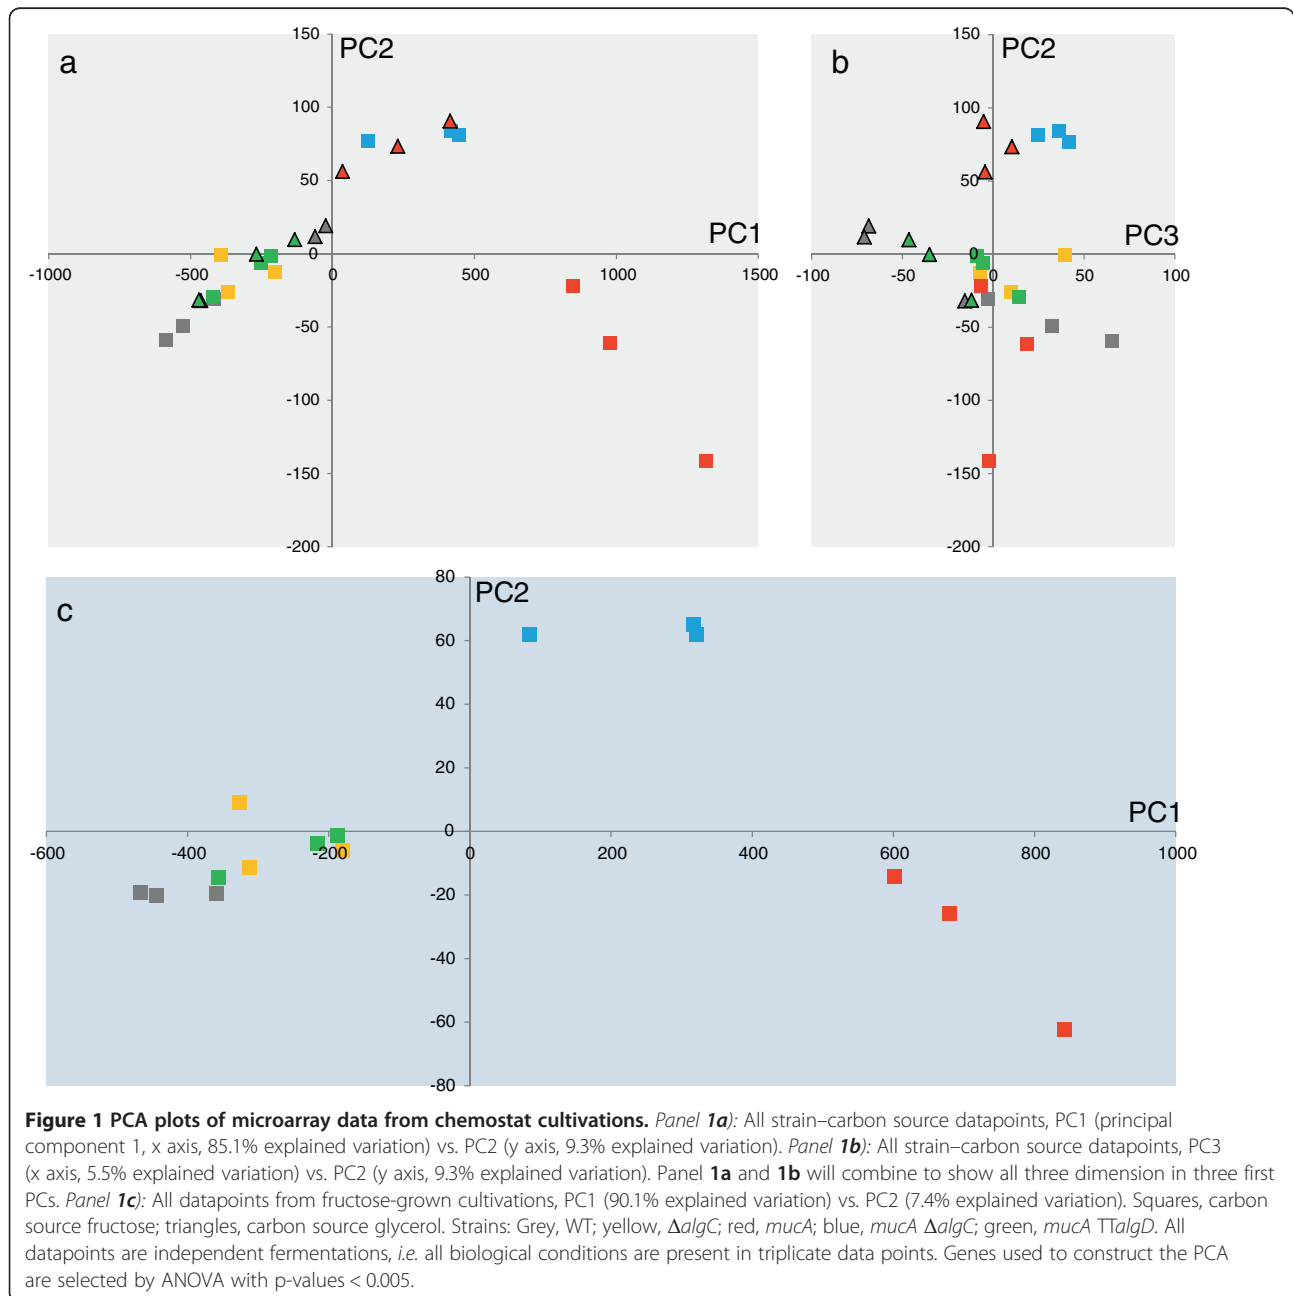 a
PC2
PC1
150
100
50
0
-50
-100
-150
-200
-1000
-500
0
500
1000
1500
b
PC2
PC3
150
100
50
0
-50
-100
-150
-200
-100
-50
0
50
100
c
PC2
PC1
80
60
40
20
0
-20
-40
-60
-80
-600
-400
-200
0
200
400
600
800
1000
Figure 1 PCA plots of microarray data from chemostat cultivations. Panel 1a): All strain–carbon source datapoints, PC1 (principal
component 1, x axis, 85.1% explained variation) vs. PC2 (y axis, 9.3% explained variation). Panel 1b): All strain–carbon source datapoints, PC3
(x axis, 5.5% explained variation) vs. PC2 (y axis, 9.3% explained variation). Panel 1a and 1b will combine to show all three dimension in three first
PCs. Panel 1c): All datapoints from fructose-grown cultivations, PC1 (90.1% explained variation) vs. PC2 (7.4% explained variation). Squares, carbon
source fructose; triangles, carbon source glycerol. Strains: Grey, WT; yellow, ΔalgC; red, mucA; blue, mucA ΔalgC; green, mucA TTalgD. All
datapoints are independent fermentations, i.e. all biological conditions are present in triplicate data points. Genes used to construct the PCA
are selected by ANOVA with p-values < 0.005.